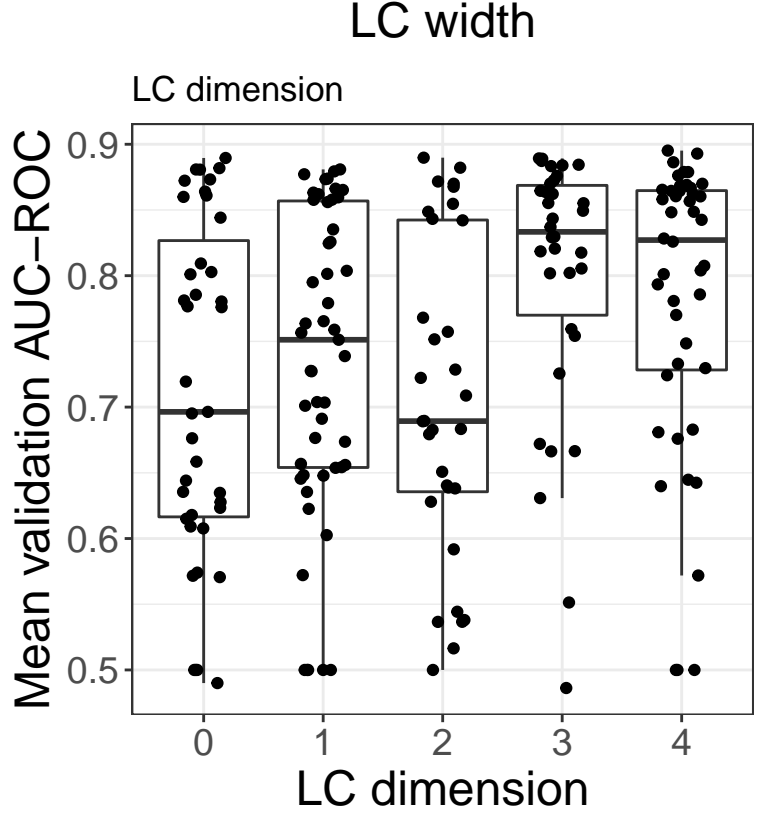 LC width
LC dimension
Mean validation AUC−ROC
0.9
0.8
0.7
0.6
0.5
0 1 2 3 4
LC dimension